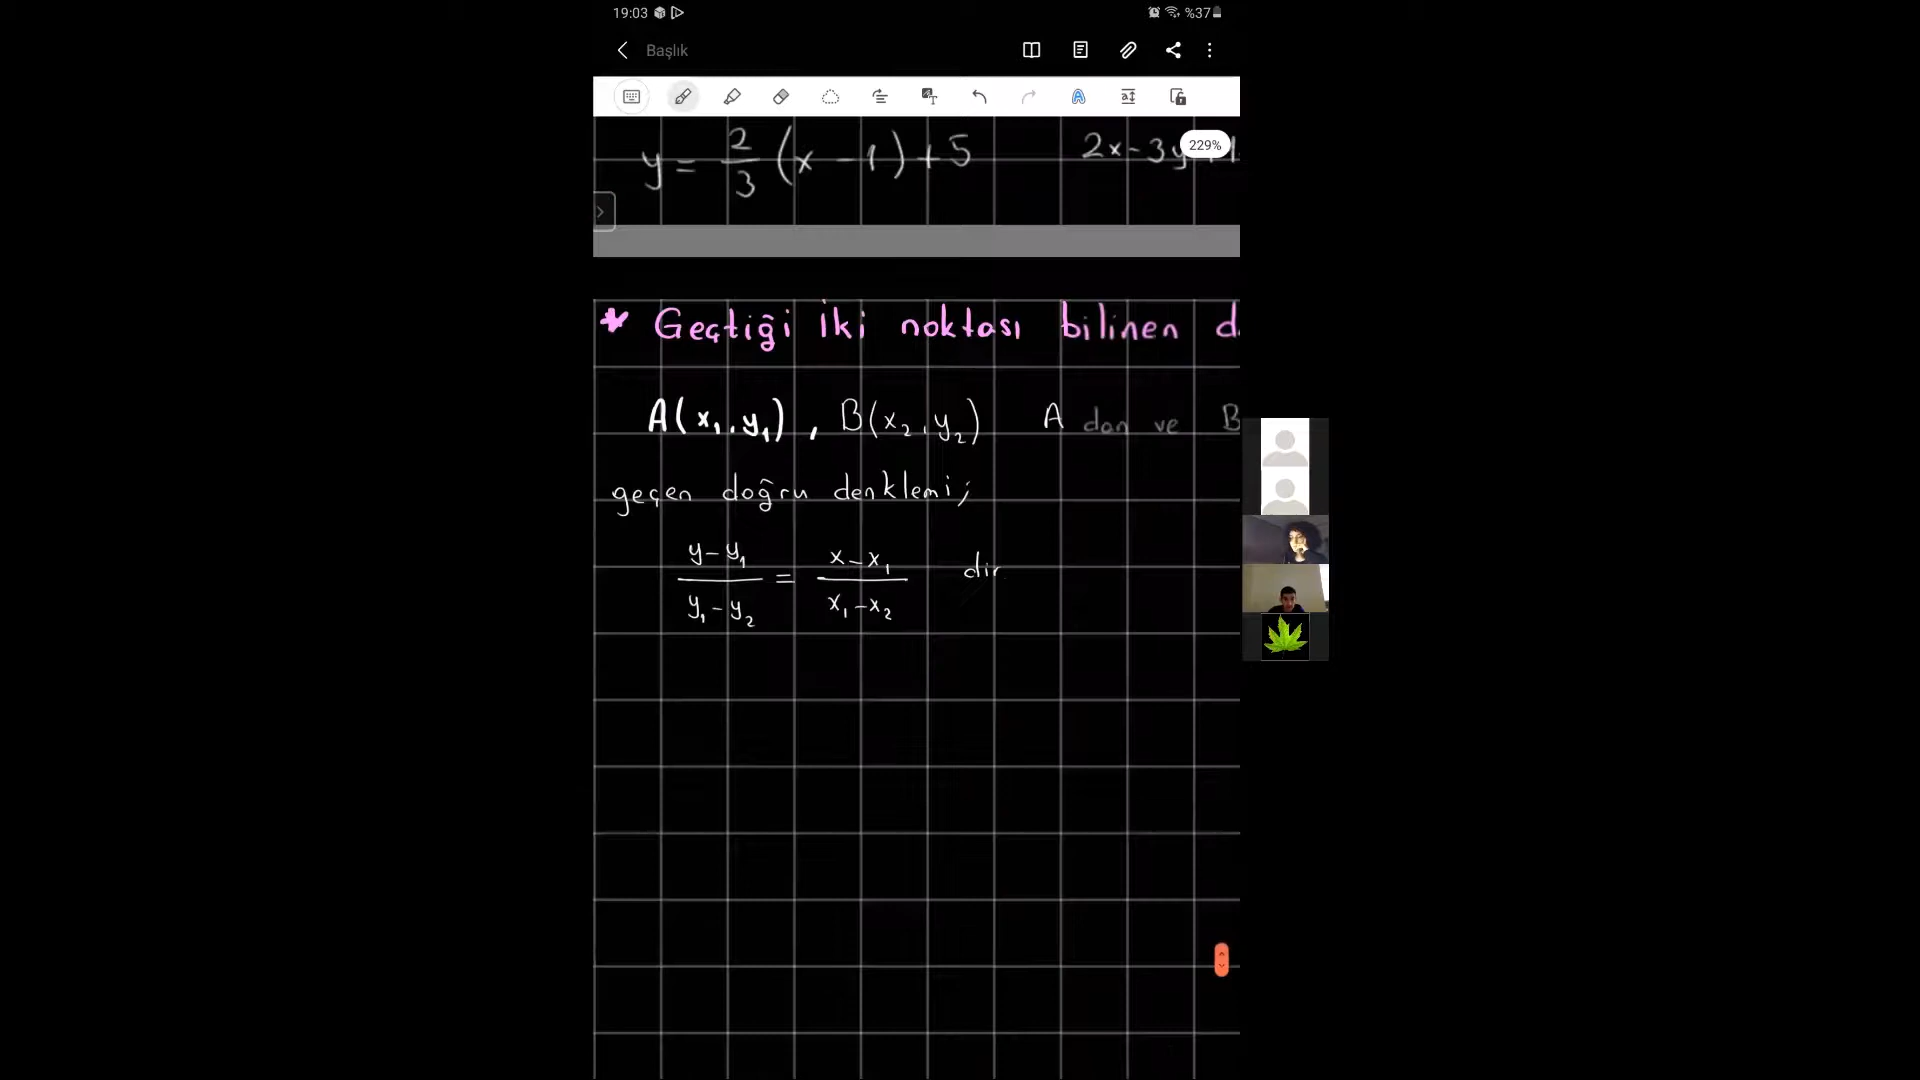 19:03 %37
Başlık
y = 2/3 (x - 1) + 5 2x - 3y
229%
* Geçtiği İki noktası bilinen d
A(x₁, y₁), B(x₂, y₂) A dan ve B
geçen doğru denklemi;
y-y₁/y₁-y₂ = x-x₁/x₁-x₂ dir